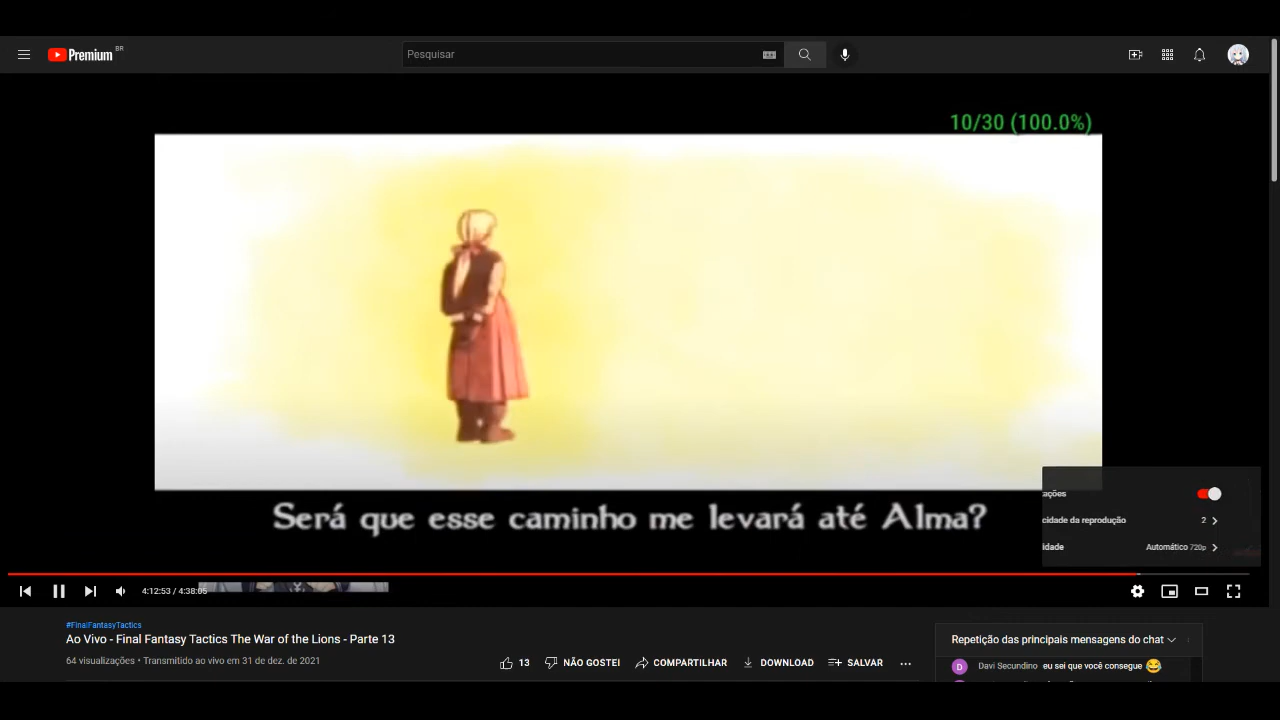 Premium BR
Pesquisar
10/30 (100.0%)
Será que esse caminho me levará até Alma?
ações
cidade da reprodução 2
idade Automático 720p
4:12:53 / 4:38:05
#FinalFantasyTactics
Ao Vivo - Final Fantasy Tactics The War of the Lions - Parte 13
64 visualizações • Transmitido ao vivo em 31 de dez. de 2021
13 NÃO GOSTEI COMPARTILHAR DOWNLOAD SALVAR
Repetição das principais mensagens do chat
D Davi Secundino eu sei que você consegue